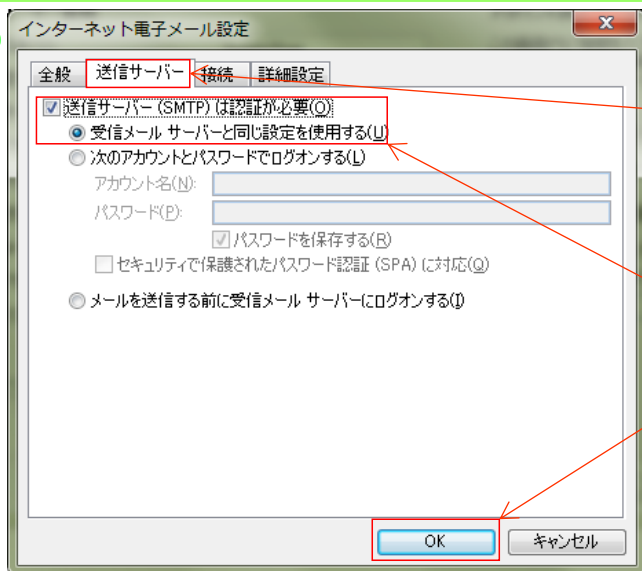 インターネット電子メール設定
全般 送信サーバー 接続 詳細設定
送信サーバー (SMTP) は認証が必要(O)
受信メール サーバーと同じ設定を使用する(U)
次のアカウントとパスワードでログオンする(L)
アカウント名(N):
パスワード(P):
パスワードを保存する(R)
セキュリティで保護されたパスワード認証 (SPA) に対応(Q)
メールを送信する前に受信メール サーバーにログオンする(I)
OK キャンセル